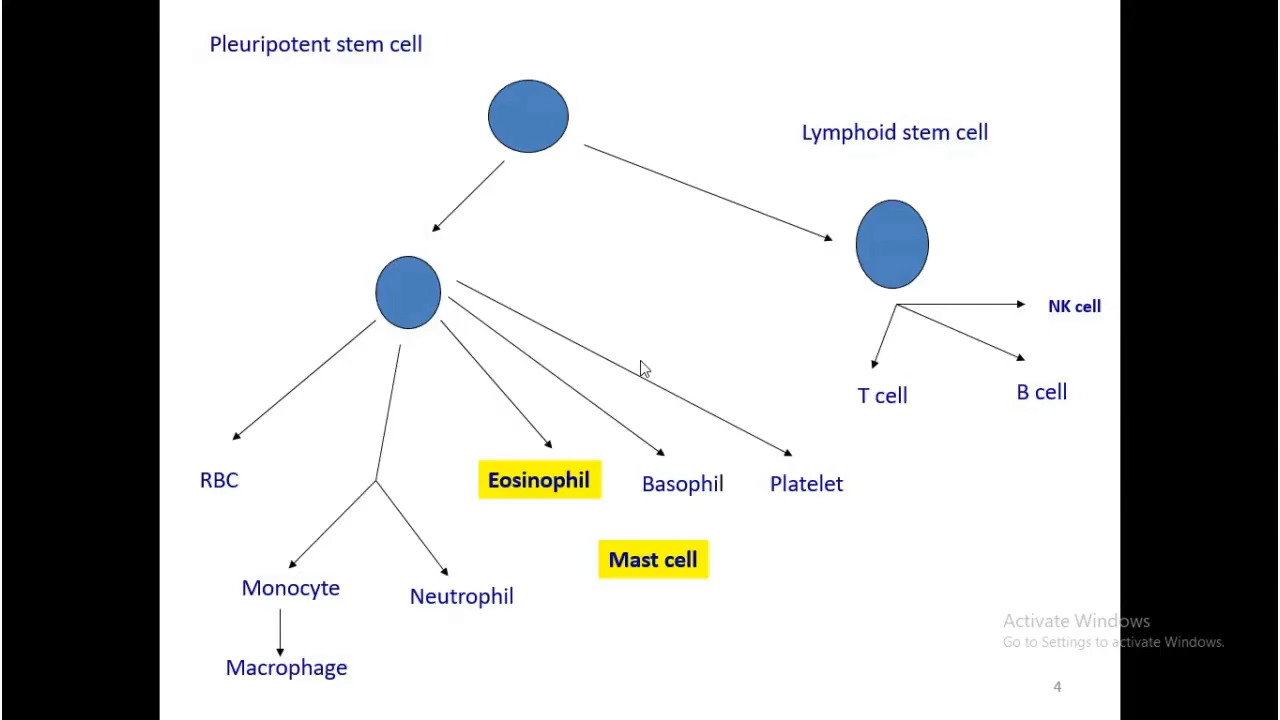 Pleuripotent stem cell
Lymphoid stem cell
NK cell
T cell
B cell
RBC
Eosinophil
Basophil
Platelet
Mast cell
Monocyte
Neutrophil
Macrophage
Activate Windows
Go to Settings to activate Windows.
4